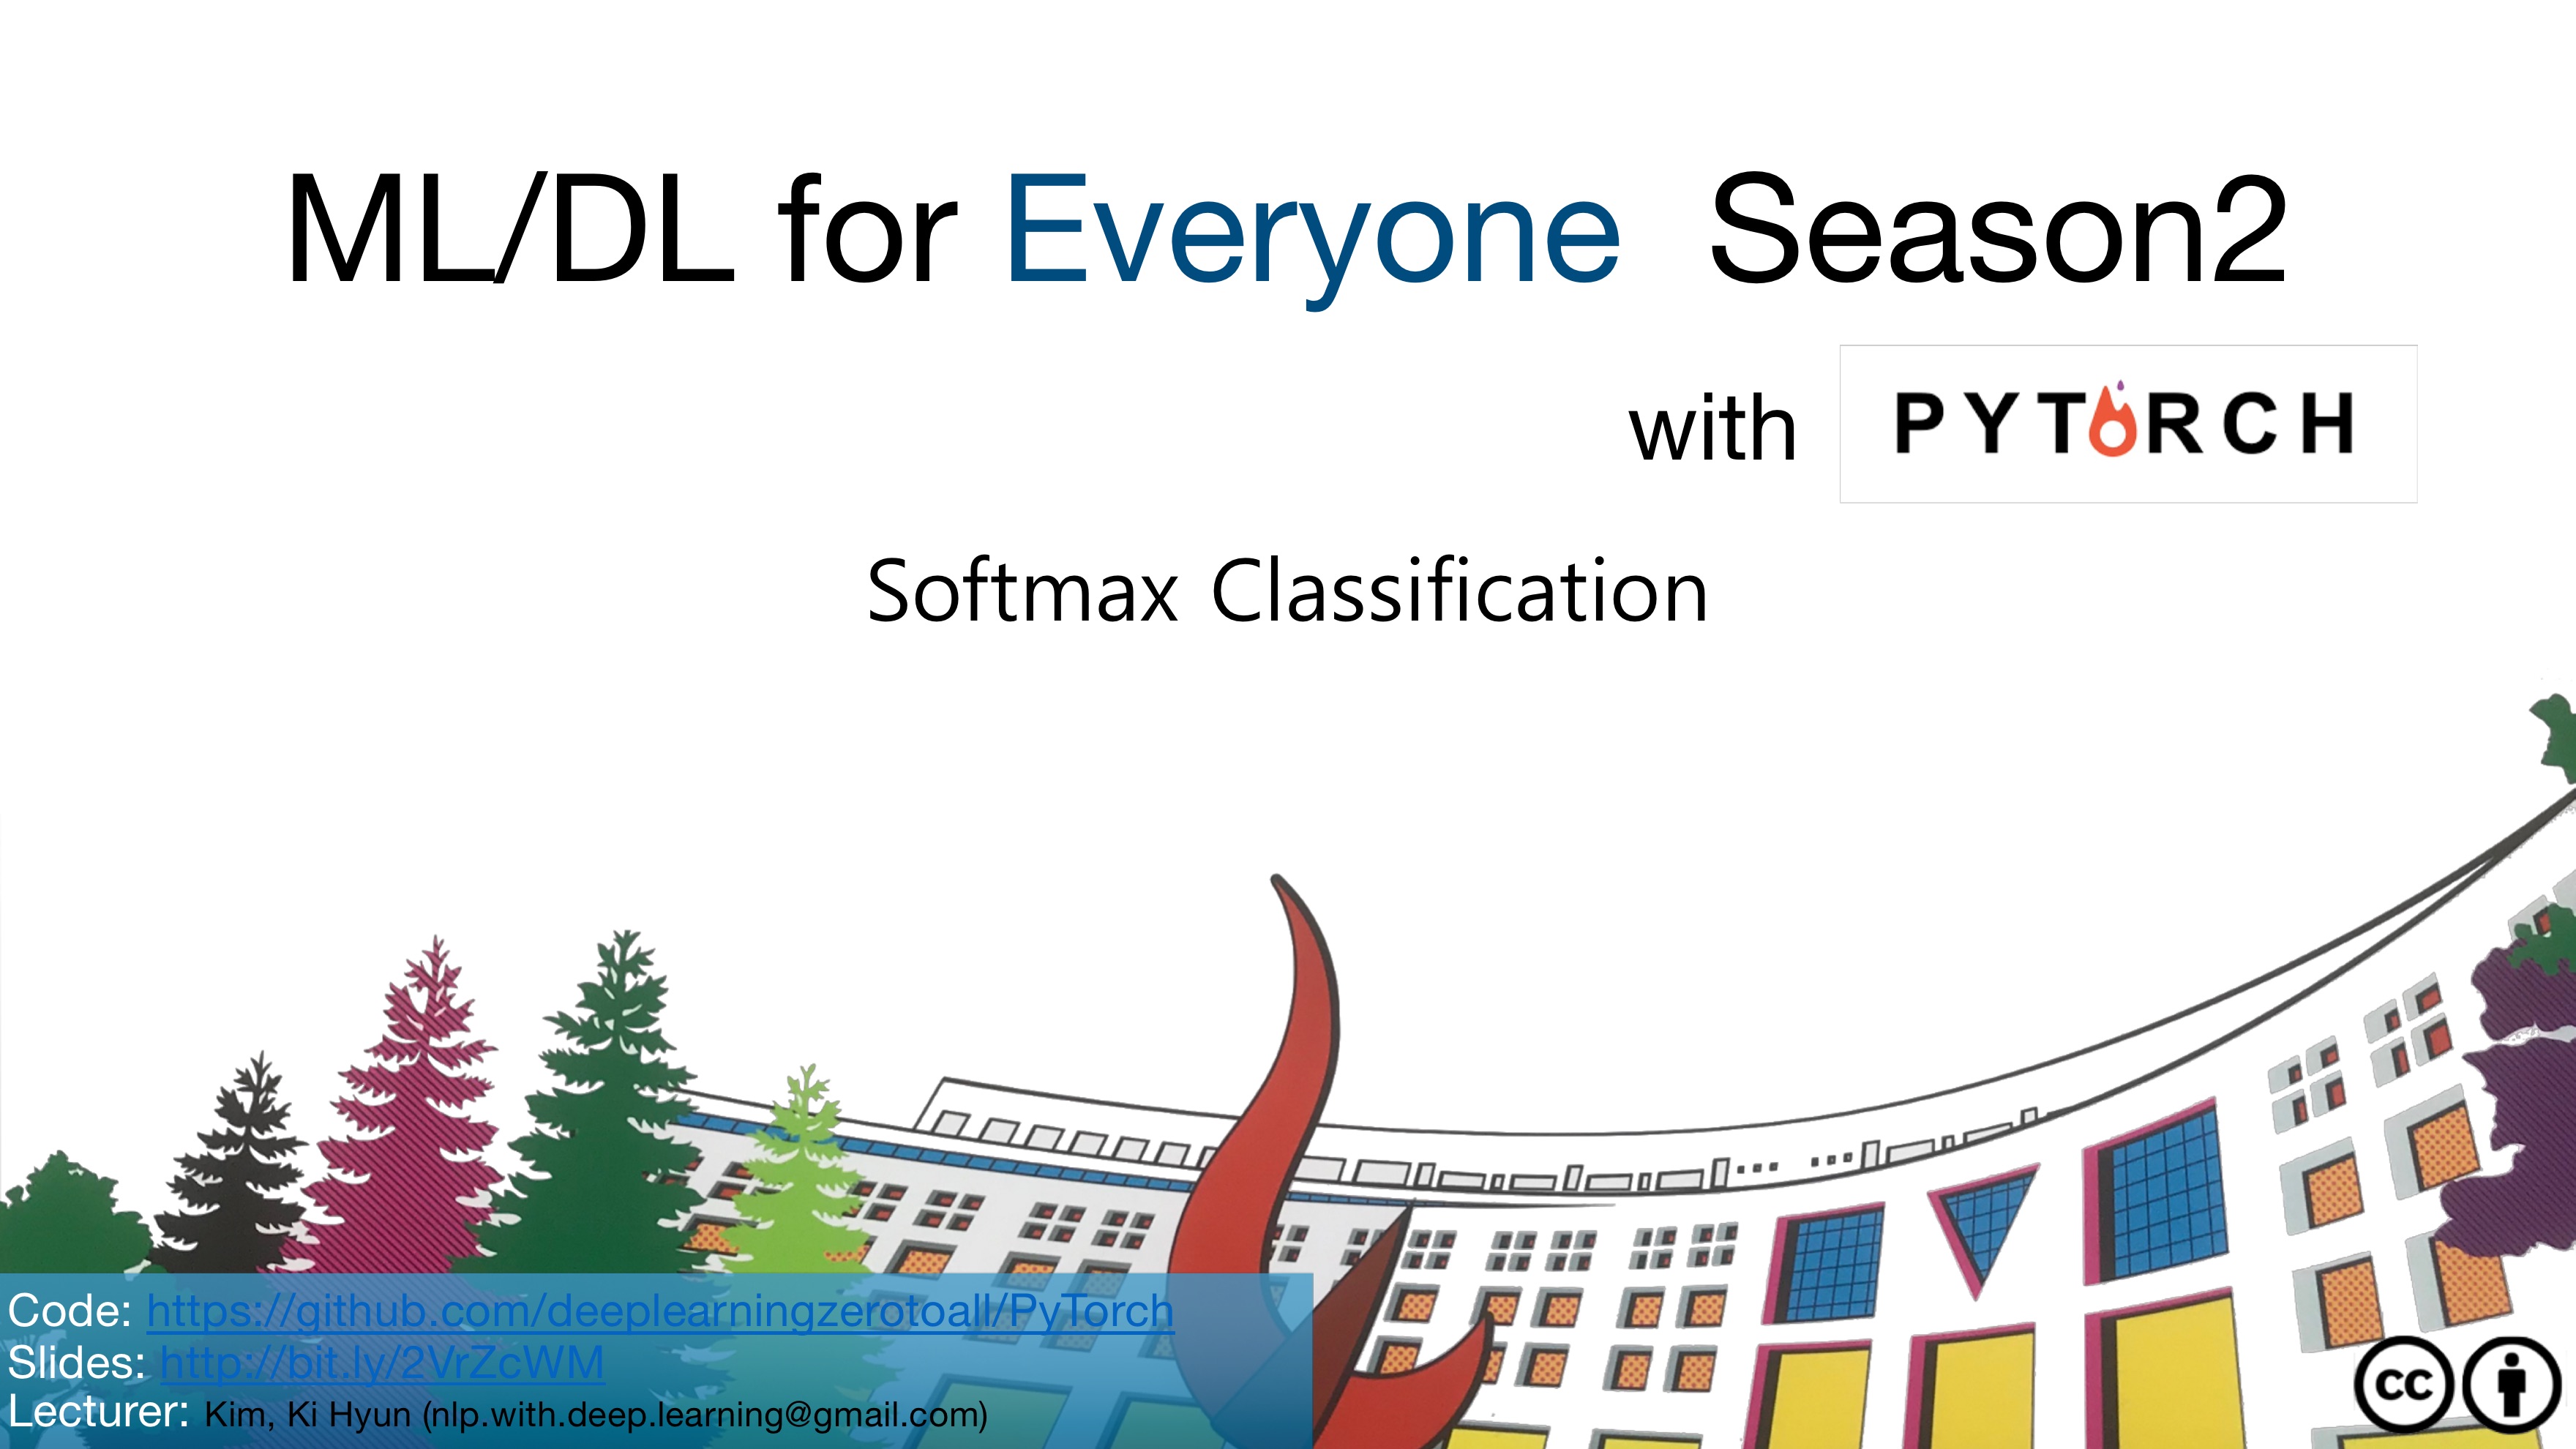 ML/DL for Everyone Season2
with PYTORCH
Softmax Classification
Code: https://github.com/deeplearningzerotoall/PyTorch
Slides: http://bit.ly/2VrZcWM
Lecturer: Kim, Ki Hyun (nlp.with.deep.learning@gmail.com)
cc